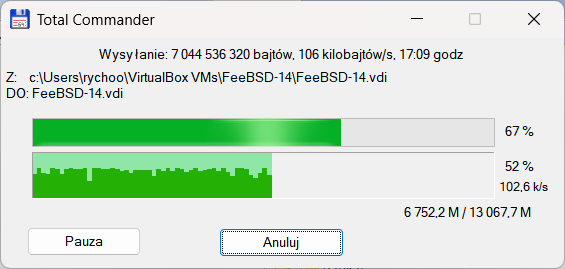 Total Commander
Wysyłanie: 7 044 536 320 bajtów, 106 kilobajtów/s, 17:09 godz
Z: c:\Users\rychoo\VirtualBox VMs\FeeBSD-14\FeeBSD-14.vdi
DO: FeeBSD-14.vdi
67 %
52 %
102,6 k/s
6 752,2 M / 13 067,7 M
Pauza
Anuluj